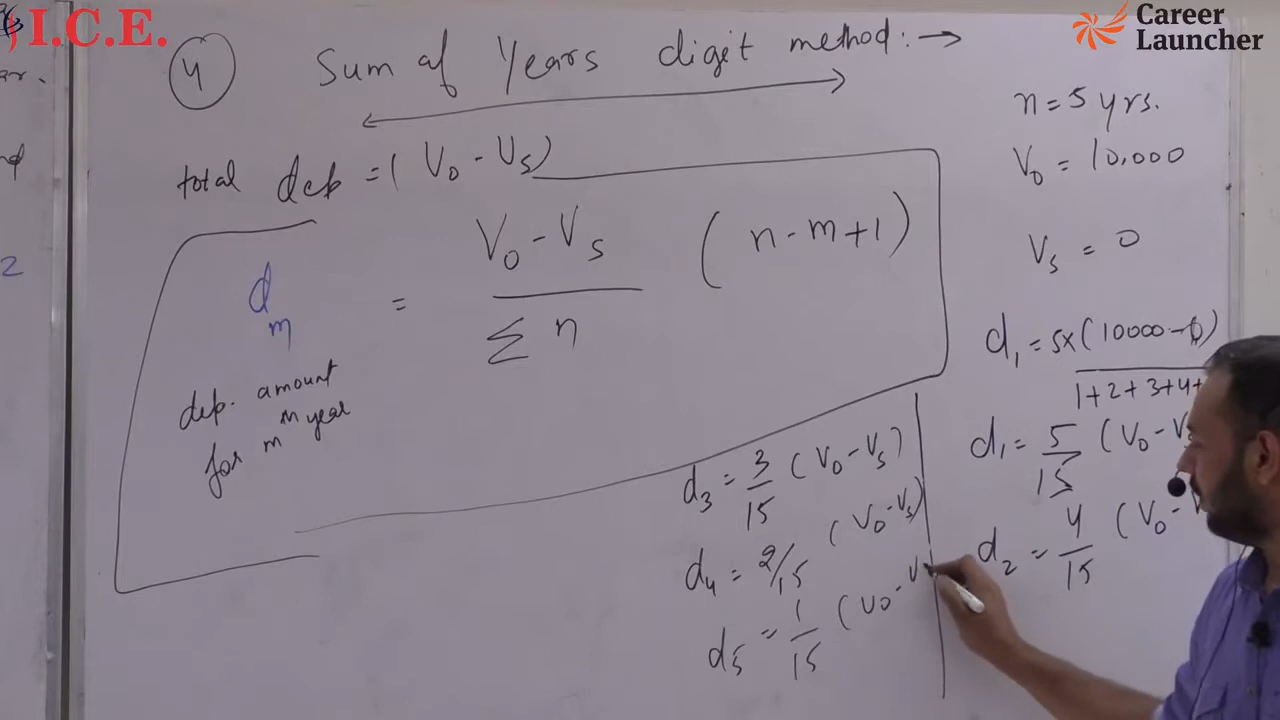 I.C.E.
Career
Launcher
ar.
2
4 Sum of Years digit method : →
total dep = ( V₀ - Vₛ )
dₘ = V₀ - Vₛ / Σ n ( n - m + 1 )
dep. amount
for mᵗʰ year
n = 5 yrs.
V₀ = 10,000
Vₛ = 0
d₁ = 5x ( 10000 - 0 )
1 + 2 + 3 + 4 +
d₁ = 5/15 ( V₀ - V
d₂ = 4/15 ( V₀ - V
d₃ = 3/15 ( V₀ - Vₛ )
d₄ = 2/15 ( V₀ - Vₛ )
d₅ = 1/15 ( V₀ - V